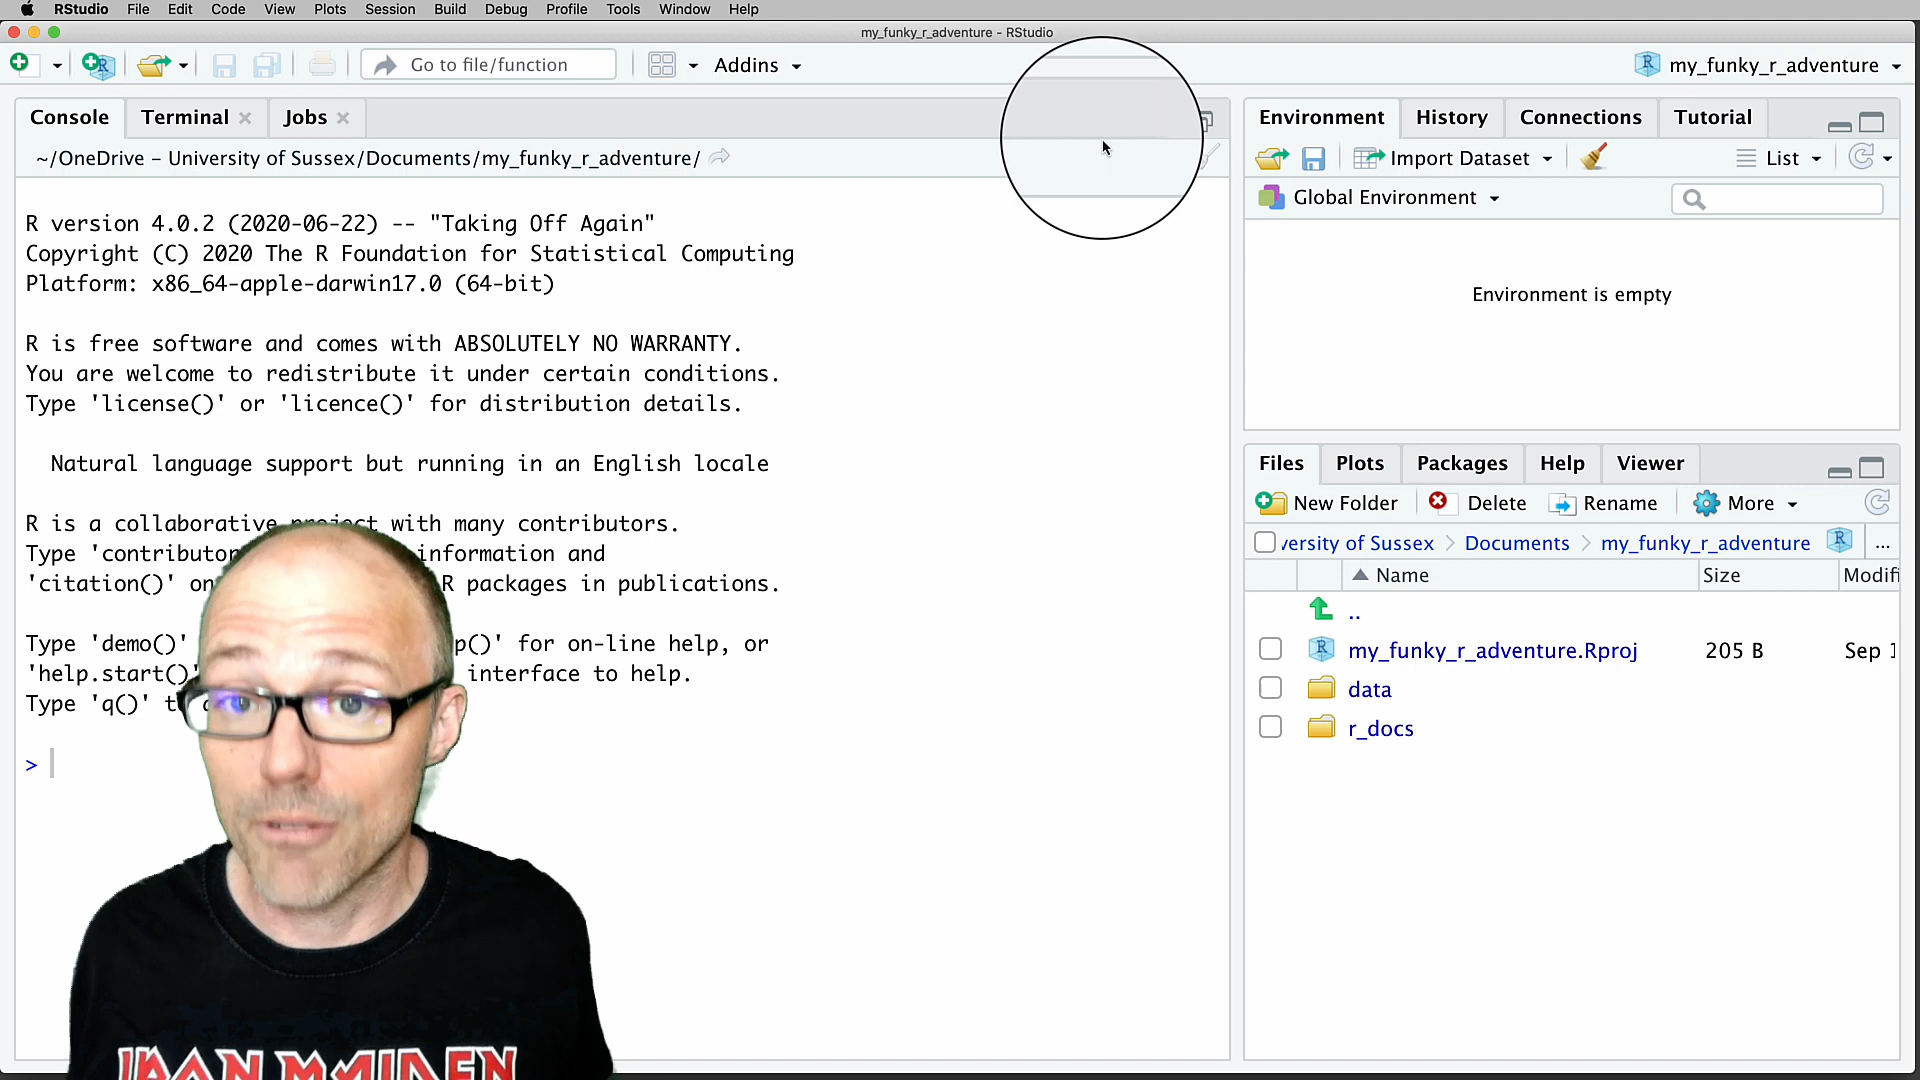 RStudio File Edit Code View Plots Session Build Debug Profile Tools Window Help
my_funky_r_adventure - RStudio
Go to file/function Addins my_funky_r_adventure
Console Terminal Jobs
~/OneDrive – University of Sussex/Documents/my_funky_r_adventure/
R version 4.0.2 (2020-06-22) -- "Taking Off Again"
Copyright (C) 2020 The R Foundation for Statistical Computing
Platform: x86_64-apple-darwin17.0 (64-bit)
R is free software and comes with ABSOLUTELY NO WARRANTY.
You are welcome to redistribute it under certain conditions.
Type 'license()' or 'licence()' for distribution details.
Natural language support but running in an English locale
R is a collaborative project with many contributors.
Type 'contributor information and
'citation()' on R packages in publications.
Type 'demo()' p()' for on-line help, or
'help.start()' interface to help.
Type 'q()' t
>
IRON MAIDEN
Environment History Connections Tutorial
Import Dataset List
Global Environment
Environment is empty
Files Plots Packages Help Viewer
New Folder Delete Rename More
versity of Sussex Documents my_funky_r_adventure ...
Name Size Modifi
..
my_funky_r_adventure.Rproj 205 B Sep 1
data
r_docs